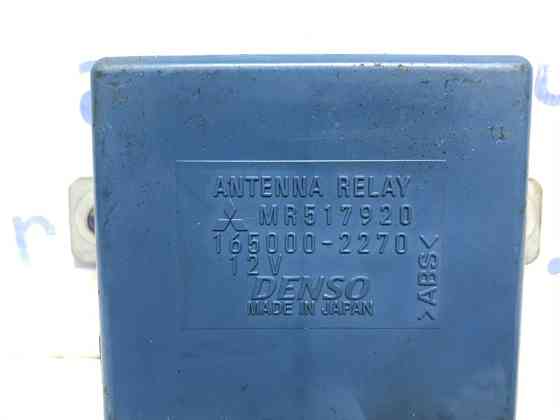 ANTENNA RELAY
MR517920
165000-2270
12V
DENSO
MADE IN JAPAN
>ABS<